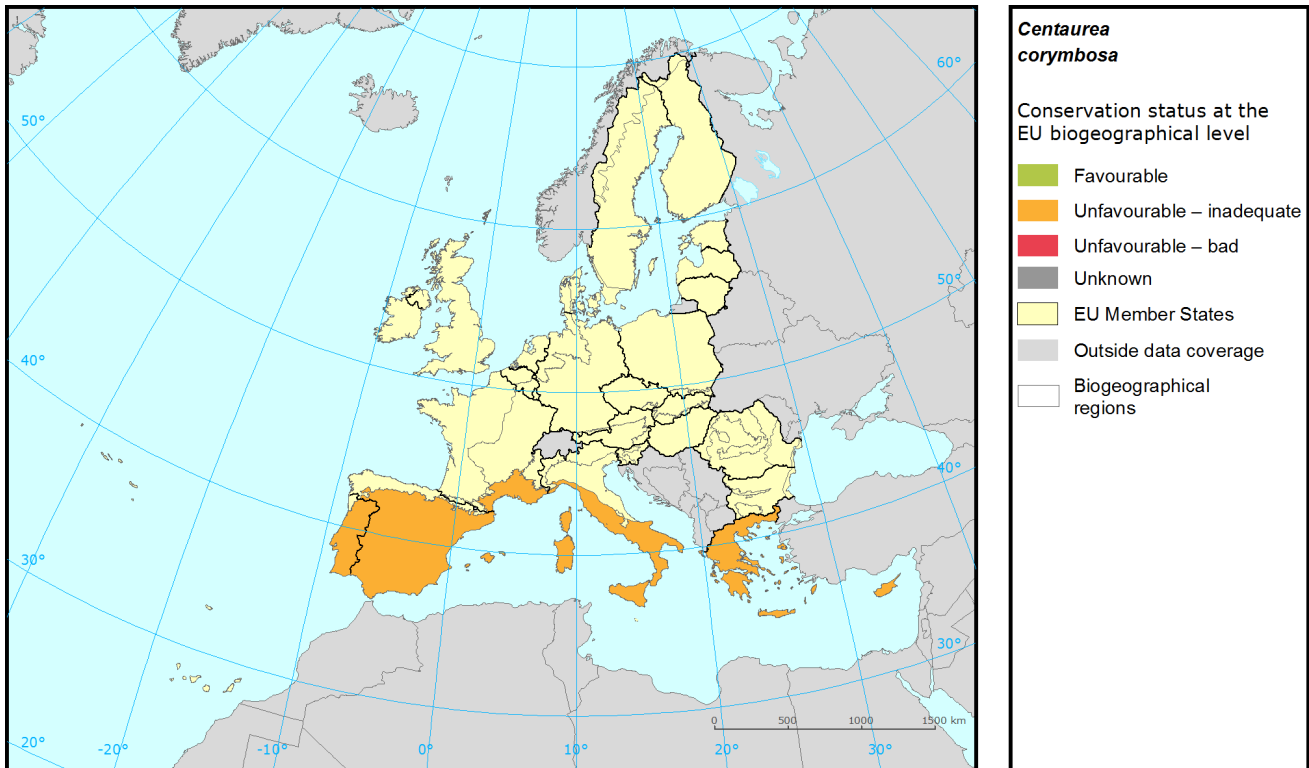 60°
50°
50°
40°
40°
30°
30°
20°
-20°
-10°
0°
10°
20°
30°
0
500
1000
1500 km
Centaurea
corymbosa
Conservation status at the
EU biogeographical level
Favourable
Unfavourable – inadequate
Unfavourable – bad
Unknown
EU Member States
Outside data coverage
Biogeographical
regions